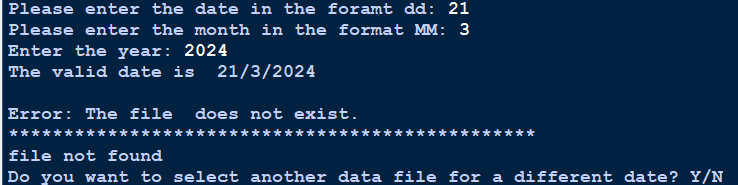 Please enter the date in the foramt dd: 21
Please enter the month in the format MM: 3
Enter the year: 2024
The valid date is  21/3/2024
Error: The file  does not exist.
************************************************
file not found
Do you want to select another data file for a different date? Y/N